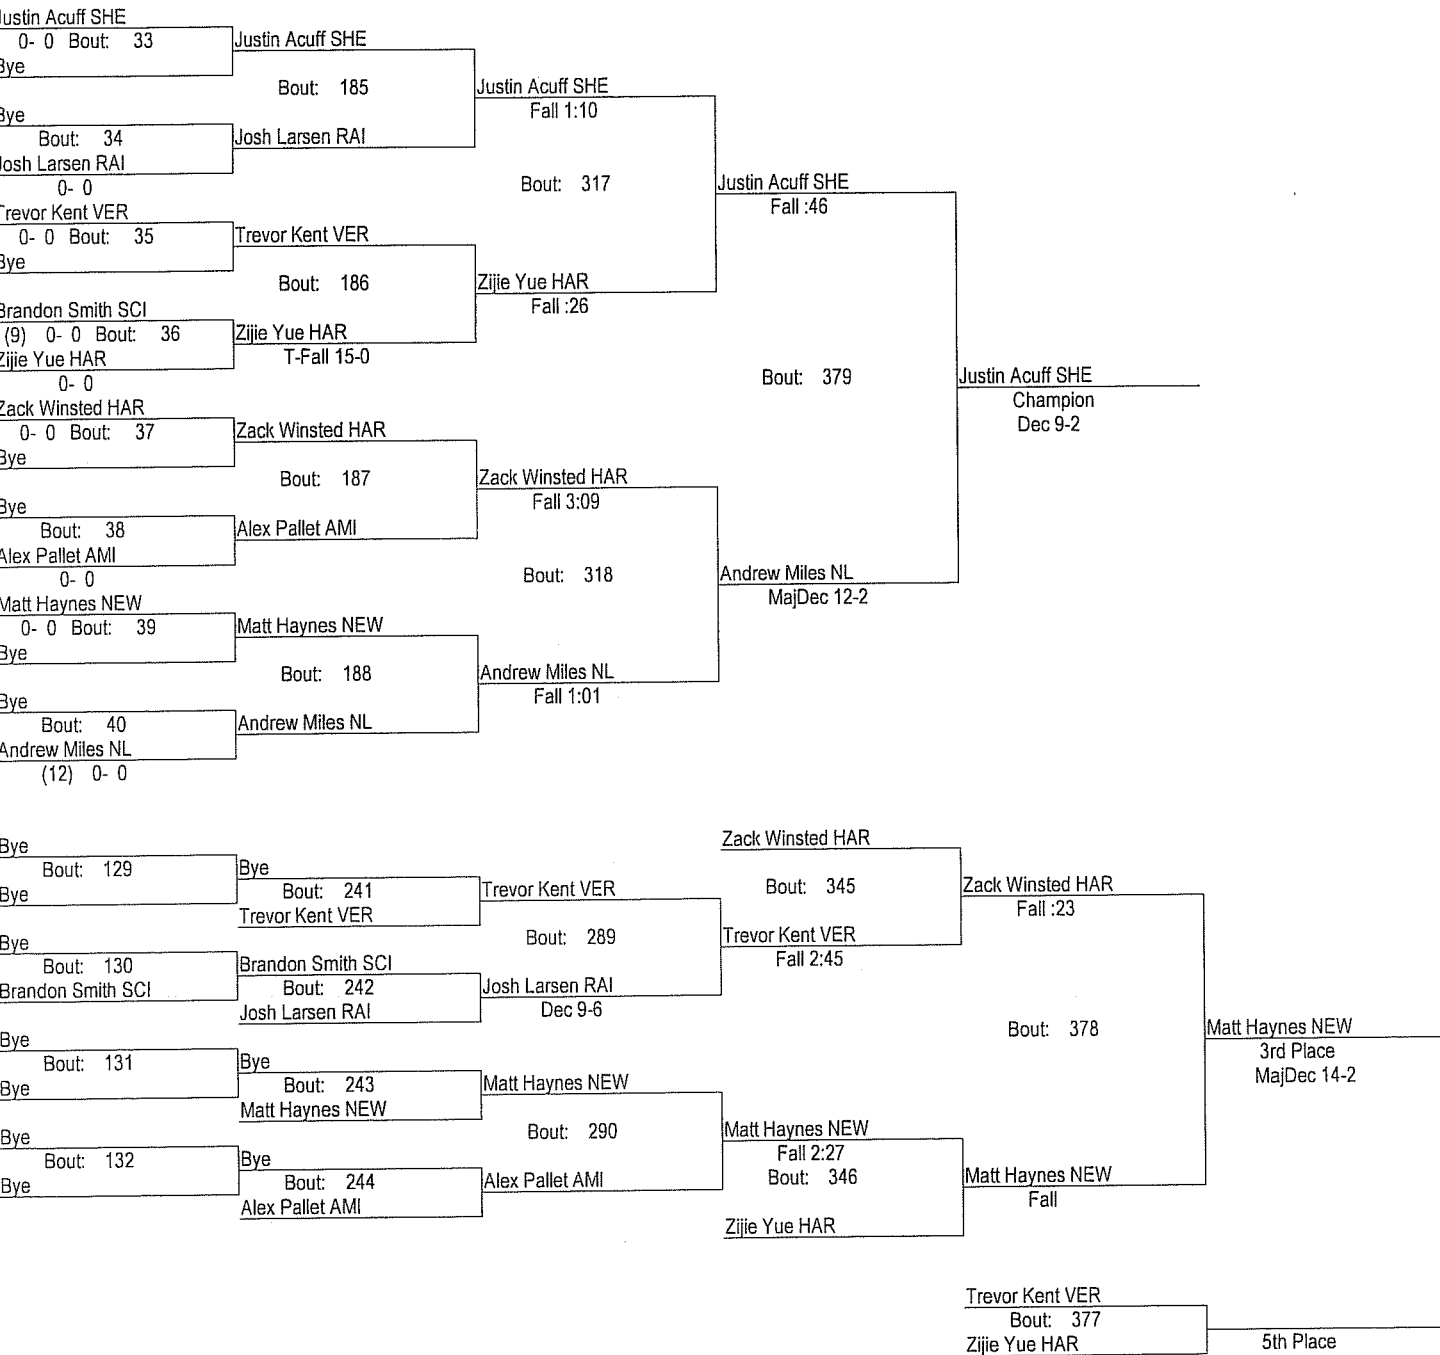 Justin Acuff SHE
0- 0 Bout: 33
Bye
Justin Acuff SHE
Bout: 185
Bye
Bout: 34
Josh Larsen RAI
0- 0
Josh Larsen RAI
Justin Acuff SHE
Fall 1:10
Bout: 317
Trevor Kent VER
0- 0 Bout: 35
Bye
Trevor Kent VER
Bout: 186
Brandon Smith SCI
(9) 0- 0 Bout: 36
Zijie Yue HAR
0- 0
Zijie Yue HAR
T-Fall 15-0
Zijie Yue HAR
Fall :26
Justin Acuff SHE
Fall :46
Bout: 379
Justin Acuff SHE
Champion
Dec 9-2
Zack Winsted HAR
0- 0 Bout: 37
Bye
Zack Winsted HAR
Bout: 187
Bye
Bout: 38
Alex Pallet AMI
0- 0
Alex Pallet AMI
Zack Winsted HAR
Fall 3:09
Bout: 318
Matt Haynes NEW
0- 0 Bout: 39
Bye
Matt Haynes NEW
Bout: 188
Bye
Bout: 40
Andrew Miles NL
(12) 0- 0
Andrew Miles NL
Andrew Miles NL
Fall 1:01
Andrew Miles NL
MajDec 12-2
Bye
Bout: 129
Bye
Bye
Bout: 241
Trevor Kent VER
Trevor Kent VER
Bout: 289
Bye
Bout: 130
Brandon Smith SCI
Brandon Smith SCI
Bout: 242
Josh Larsen RAI
Josh Larsen RAI
Dec 9-6
Zack Winsted HAR
Bout: 345
Trevor Kent VER
Fall 2:45
Zack Winsted HAR
Fall :23
Bout: 378
Matt Haynes NEW
3rd Place
MajDec 14-2
Bye
Bout: 131
Bye
Bye
Bout: 243
Matt Haynes NEW
Matt Haynes NEW
Bout: 290
Bye
Bout: 132
Bye
Bye
Bout: 244
Alex Pallet AMI
Alex Pallet AMI
Matt Haynes NEW
Fall 2:27
Bout: 346
Zijie Yue HAR
Matt Haynes NEW
Fall
Trevor Kent VER
Bout: 377
Zijie Yue HAR
5th Place